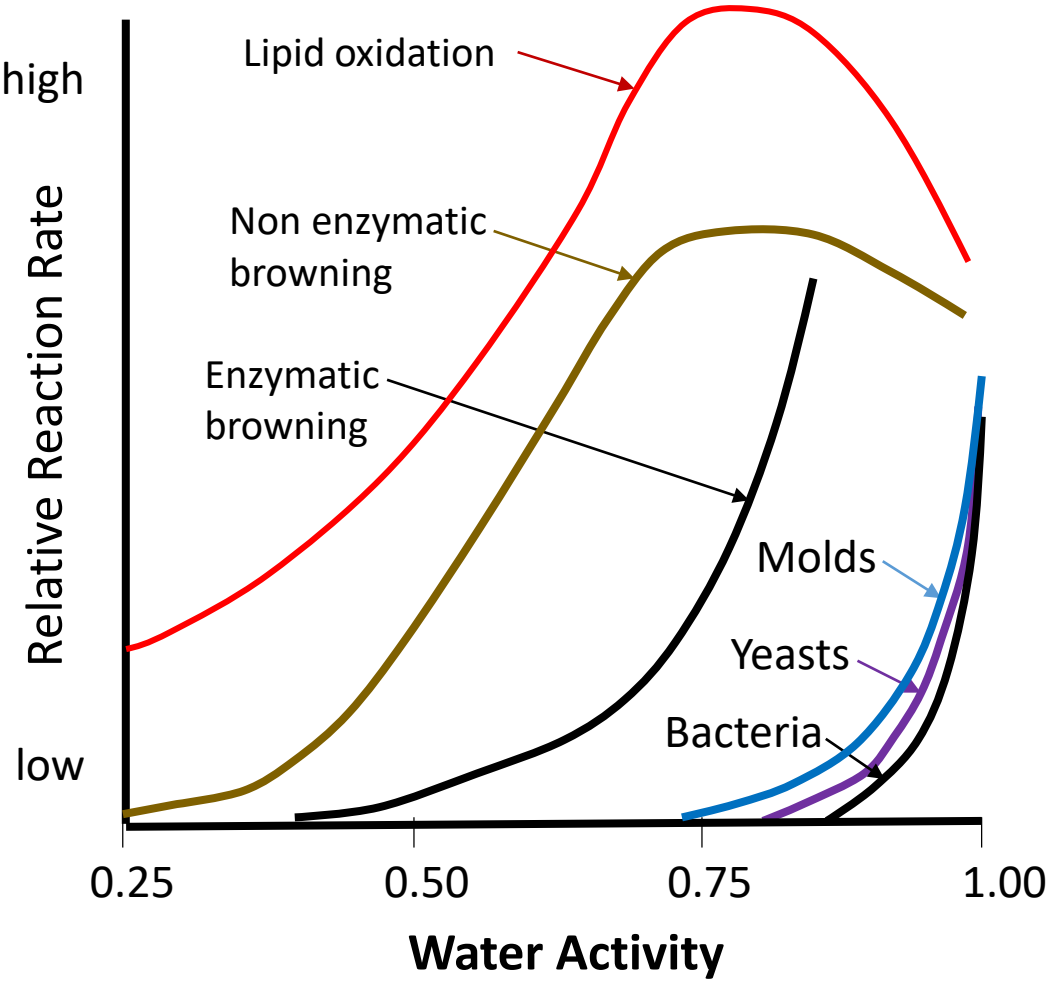 Lipid oxidation
high
Non enzymatic
browning
Relative Reaction Rate
Enzymatic
browning
Molds
Yeasts
Bacteria
low
0.25
0.50
0.75
1.00
Water Activity